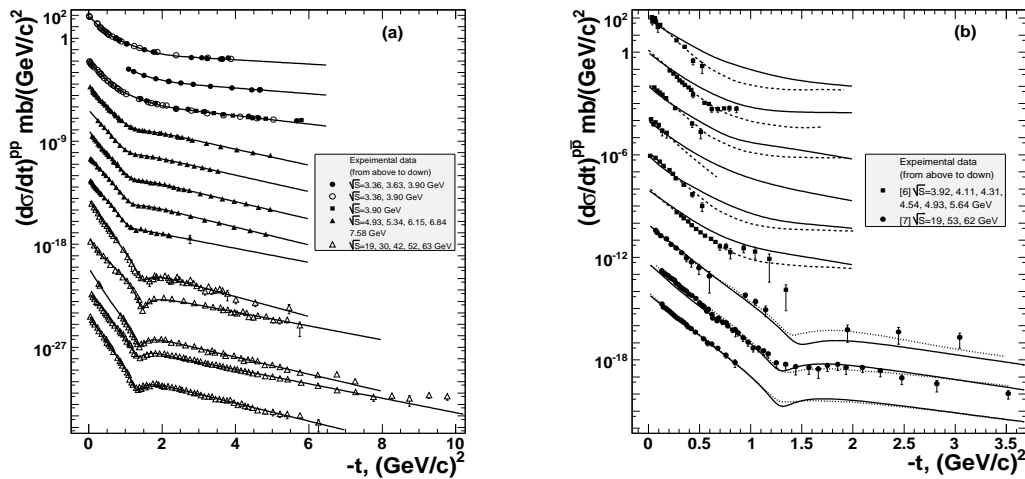 (dσ/dt)^pp mb/(GeV/c)^2
10^2
1
10^-9
10^-18
10^-27
(a)
Expeimental data
(from above to down)
√S=3.36, 3.63, 3.90 GeV
√S=3.36, 3.90 GeV
√S=3.90 GeV
√S=4.93, 5.34, 6.15, 6.84
7.58 GeV
√S=19, 30, 42, 52, 63 GeV
0 2 4 6 8 10
-t, (GeV/c)^2
(dσ/dt)^pp̅ mb/(GeV/c)^2
10^2
1
10^-6
10^-12
10^-18
(b)
Experimental data
(from above to down)
[6] √S=3.92, 4.11, 4.31,
4.54, 4.93, 5.64 GeV
[7] √S=19, 53, 62 GeV
0 0.5 1 1.5 2 2.5 3 3.5
-t, (GeV/c)^2